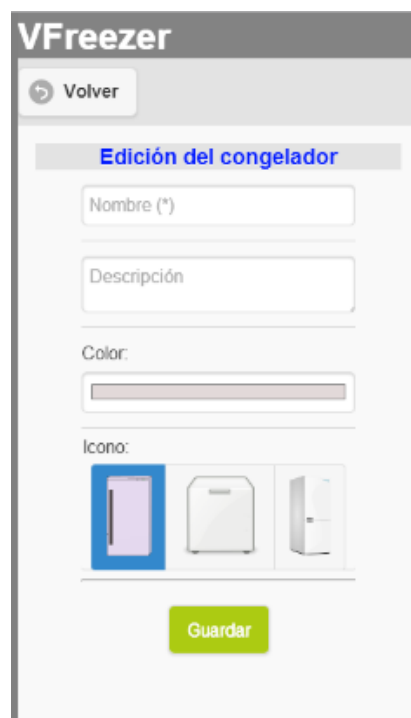 VFreezer
Volver
Edición del congelador
Nombre (*)
Descripción
Color:
Icono:
Guardar